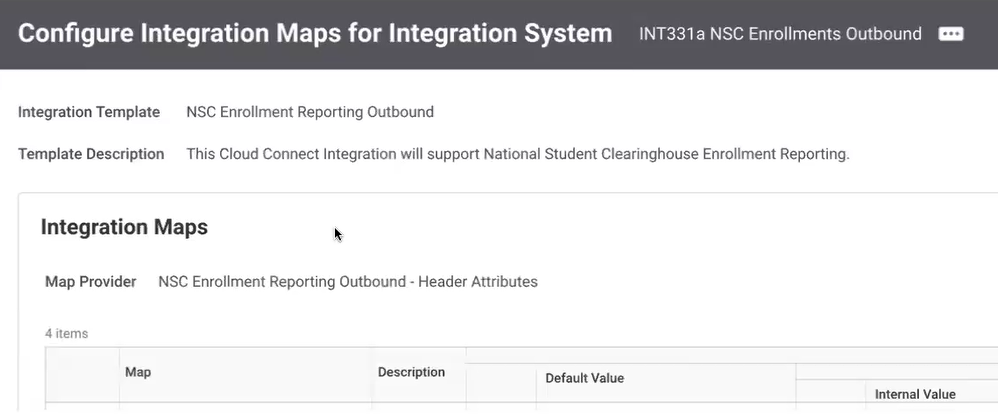 Configure Integration Maps for Integration System INT331a NSC Enrollments Outbound
Integration Template NSC Enrollment Reporting Outbound
Template Description This Cloud Connect Integration will support National Student Clearinghouse Enrollment Reporting.
Integration Maps
Map Provider NSC Enrollment Reporting Outbound - Header Attributes
4 items
Map Description Default Value
Internal Value